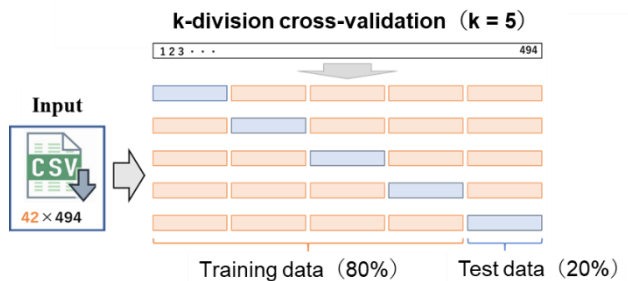 k-division cross-validation（k = 5）
1 2 3 ・・・ 494
Input
CSV
42×494
Training data（80%） Test data（20%）